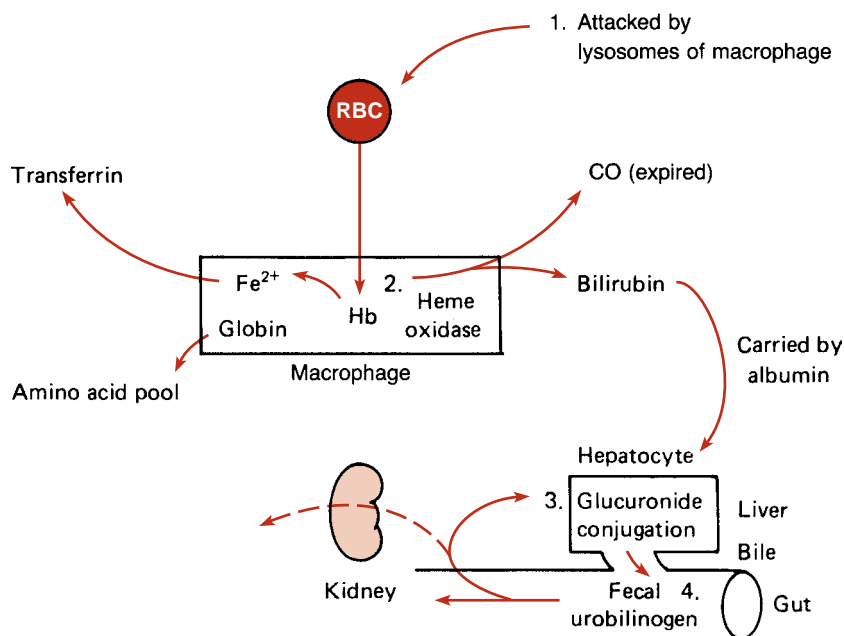 1. Attacked by
lysosomes of macrophage
RBC
Transferrin
CO (expired)
Fe²⁺
2.
Bilirubin
Hb
Heme
oxidase
Globin
Macrophage
Amino acid pool
Carried by
albumin
Hepatocyte
3. Glucuronide
conjugation
Liver
Bile
Kidney
Fecal 4.
urobilinogen
Gut